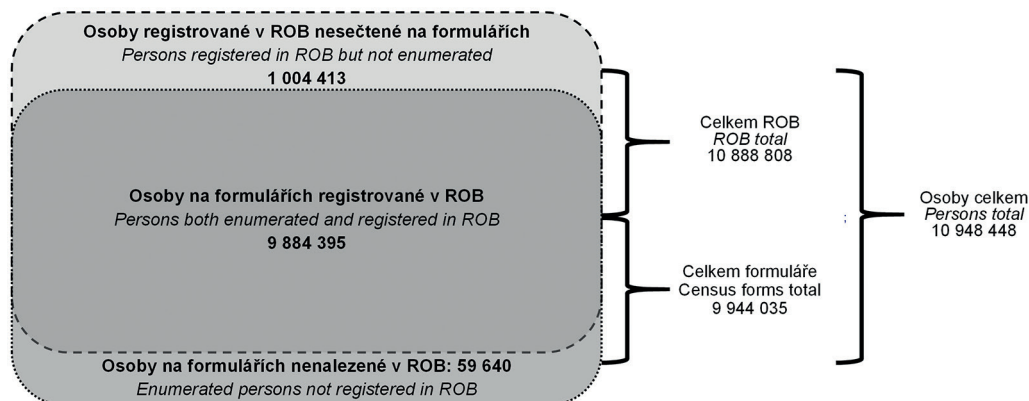 Osoby registrované v ROB nesečtené na formulářích
Persons registered in ROB but not enumerated
1 004 413
Osoby na formulářích registrované v ROB
Persons both enumerated and registered in ROB
9 884 395
Osoby na formulářích nenalezené v ROB: 59 640
Enumerated persons not registered in ROB
Celkem ROB
ROB total
10 888 808
Celkem formuláře
Census forms total
9 944 035
;
Osoby celkem
Persons total
10 948 448